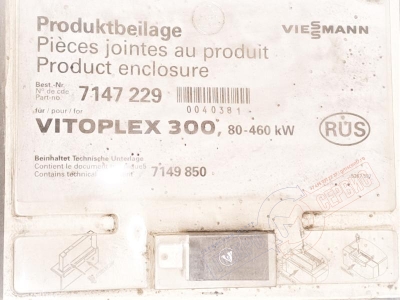 Produktbeilage
VIESSMANN
Pièces jointes au produit
Product enclosure
Best.-Nr.
N° de cde
Part-no.
7147 229
0040381
für / pour / for
VITOPLEX 300, 80-460 kW
RÜS
Beinhaltet Technische Unterlage
Contient le document
Contains technical
7149 850